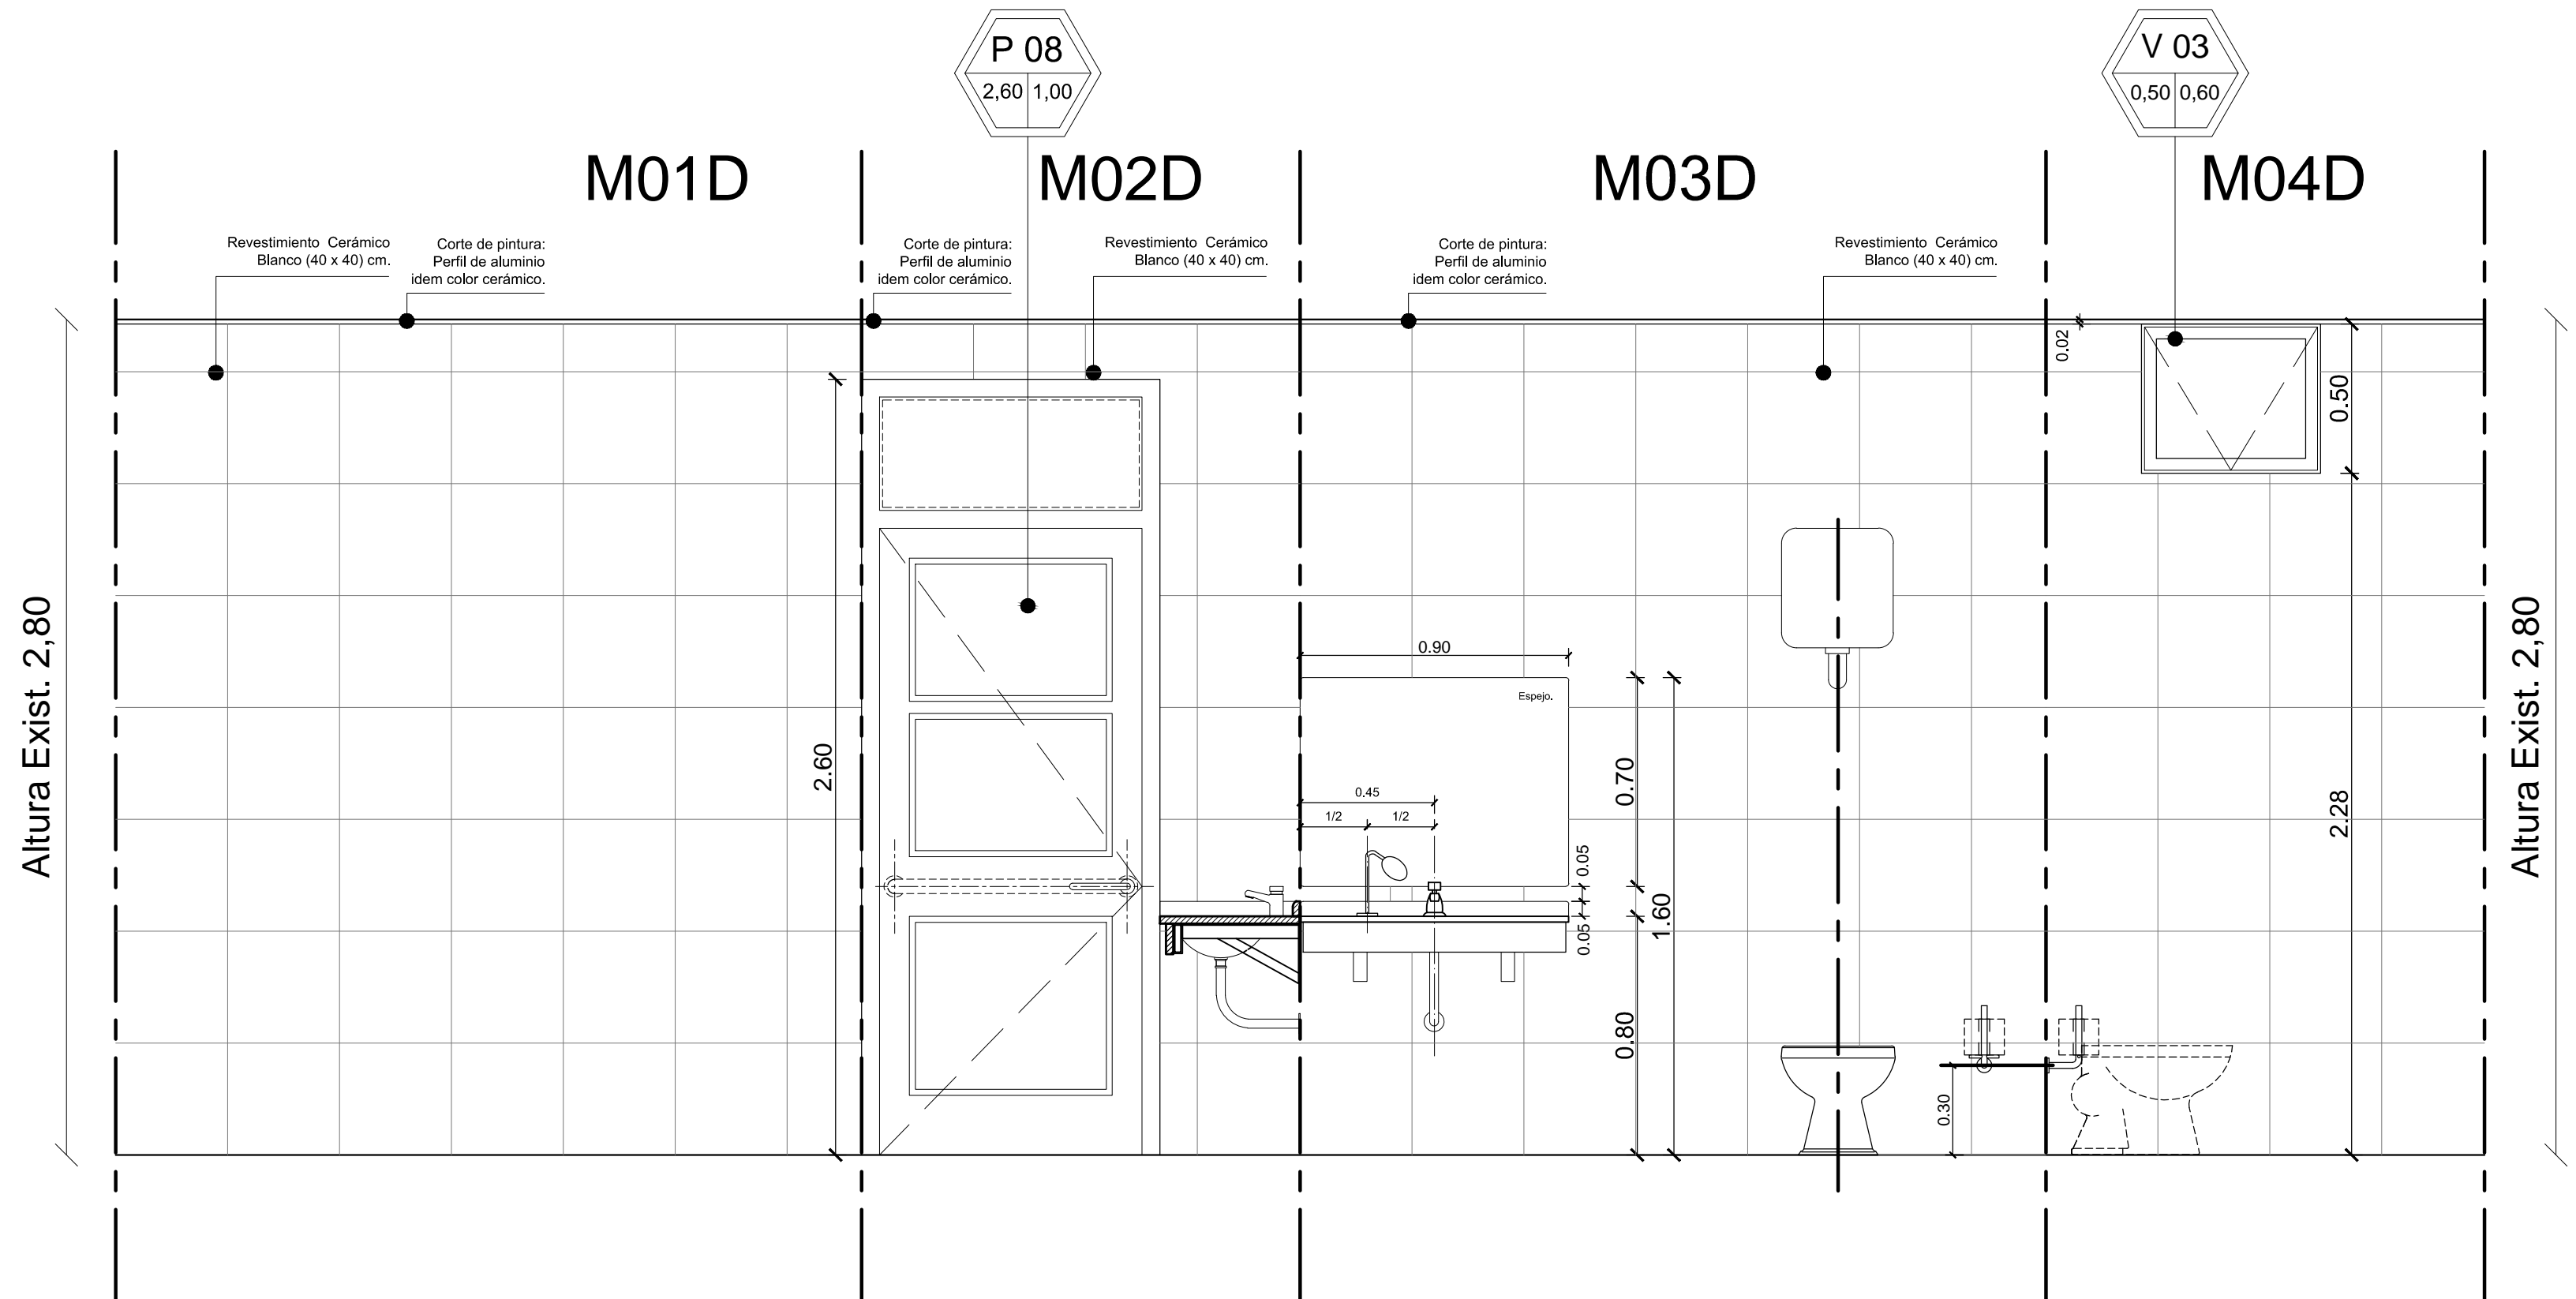 P 08
2,60 1,00
V 03
0,50 0,60
M01D
M02D
M03D
M04D
Revestimiento Cerámico
Blanco (40 x 40) cm.
Corte de pintura:
Perfil de aluminio
idem color cerámico.
Corte de pintura:
Perfil de aluminio
idem color cerámico.
Revestimiento Cerámico
Blanco (40 x 40) cm.
Corte de pintura:
Perfil de aluminio
idem color cerámico.
Revestimiento Cerámico
Blanco (40 x 40) cm.
Altura Exist. 2,80
2.60
0.90
Espejo.
0.45
1/2
1/2
0.70
0.05
0.05
1.60
0.80
0.30
0.02
0.50
2.28
Altura Exist. 2,80